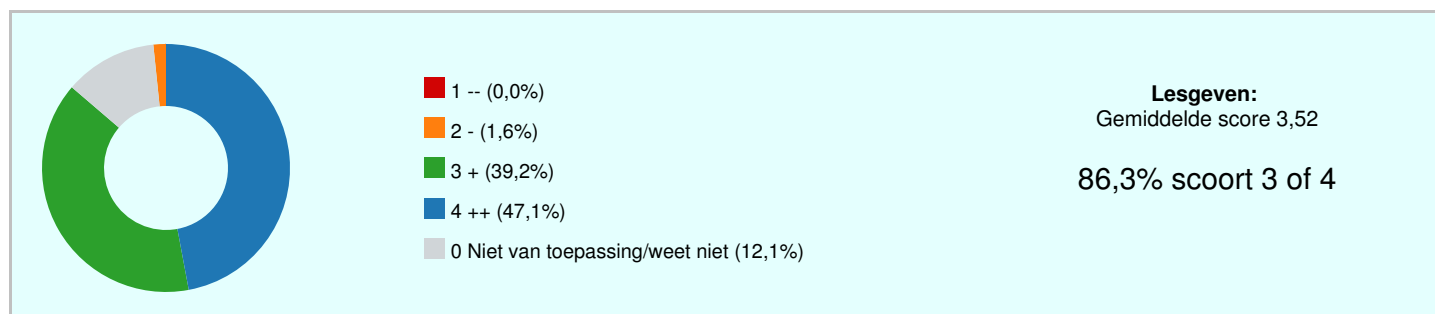 1 -- (0,0%)
2 - (1,6%)
3 + (39,2%)
4 ++ (47,1%)
0 Niet van toepassing/weet niet (12,1%)
Lesgeven:
Gemiddelde score 3,52
86,3% scoort 3 of 4